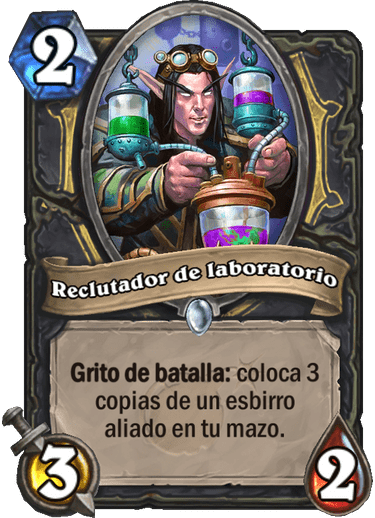 2
Reclutador de laboratorio
Grito de batalla: coloca 3
copias de un esbirro
aliado en tu mazo.
3
2